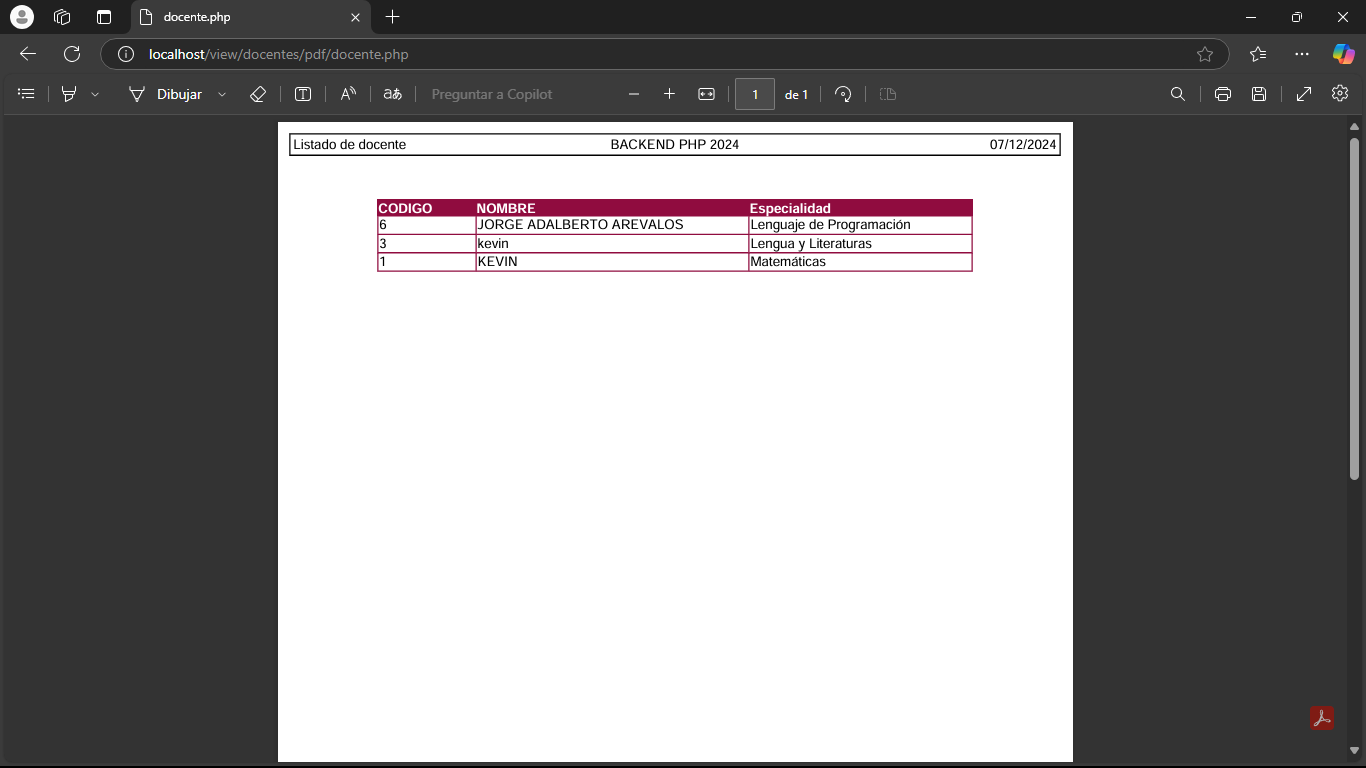 docente.php
localhost/view/docentes/pdf/docente.php
Dibujar Preguntar a Copilot 1 de 1
Listado de docente BACKEND PHP 2024 07/12/2024
CODIGO NOMBRE Especialidad
6 JORGE ADALBERTO AREVALOS Lenguaje de Programación
3 kevin Lengua y Literaturas
1 KEVIN Matemáticas